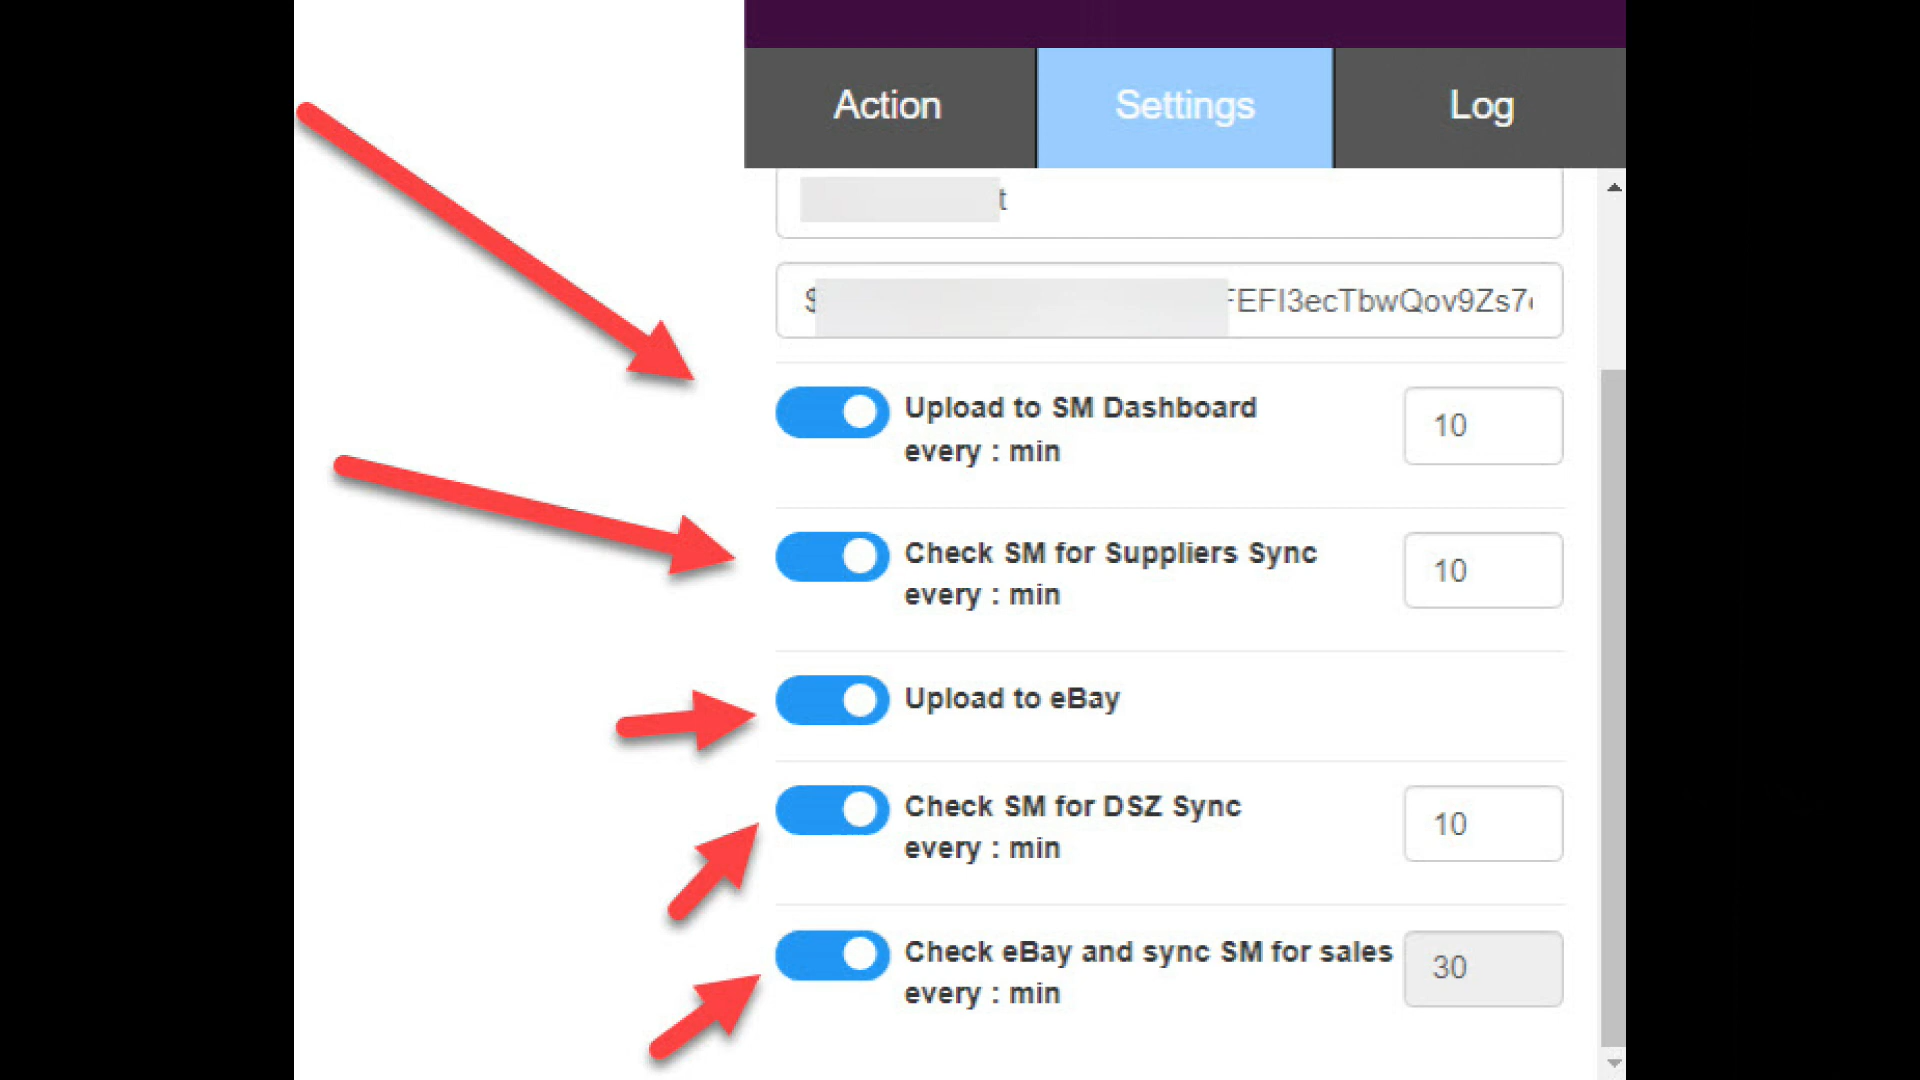 Action Settings Log
t
$ FEFI3ecTbwQov9Zs7
Upload to SM Dashboard 10
every : min
Check SM for Suppliers Sync 10
every : min
Upload to eBay
Check SM for DSZ Sync 10
every : min
Check eBay and sync SM for sales 30
every : min